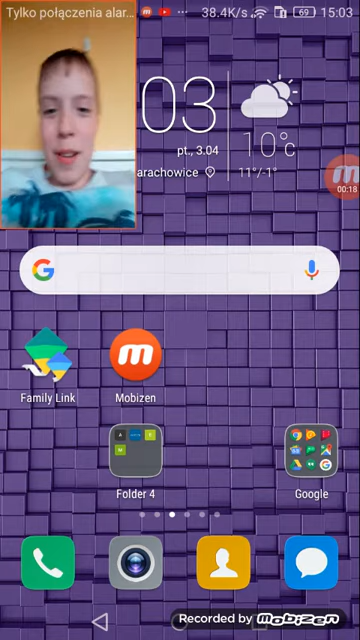 Tylko połączenia alar... 38.4K/s 69 15:03
03
pt., 3.04
10°c
arachowice 11°/-1°
00:18
Family Link Mobizen
Folder 4 Google
Recorded by Mobizen